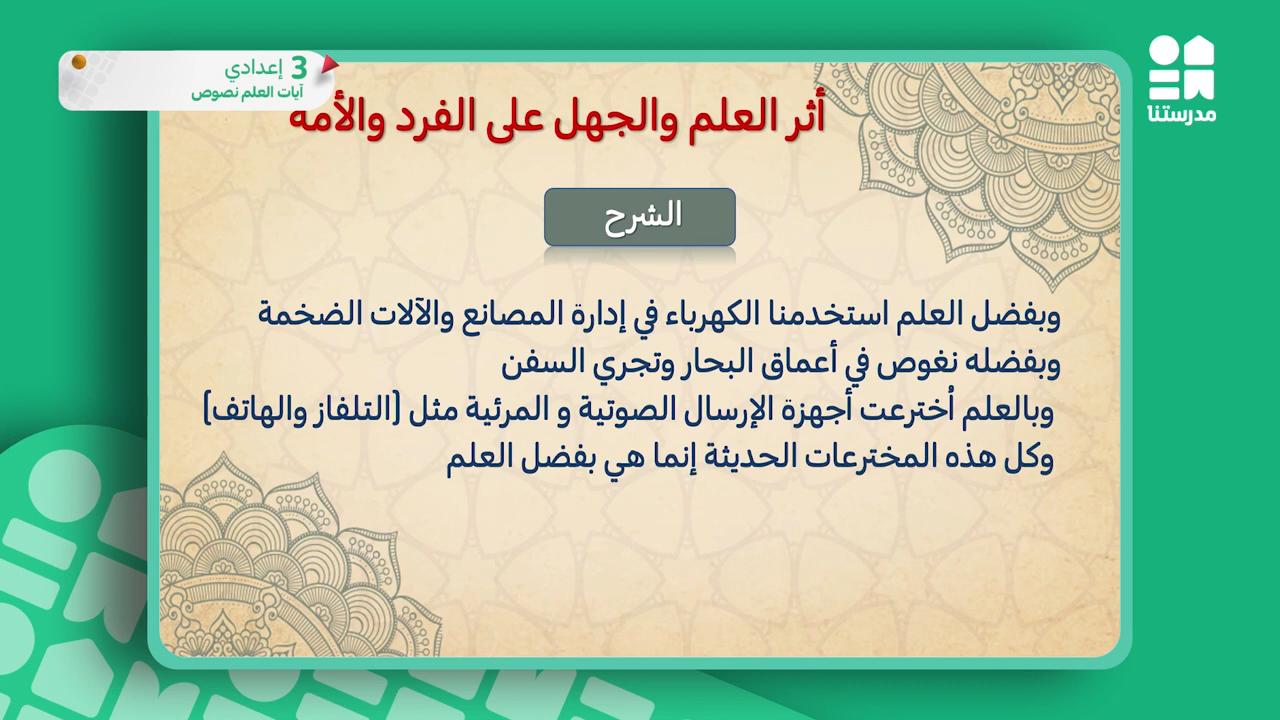 3 إعدادي
آيات العلم نصوص
مدرستنا
أثر العلم والجهل على الفرد والأمه
الشرح
وبفضل العلم استخدمنا الكهرباء في إدارة المصانع والآلات الضخمة
وبفضله نغوص في أعماق البحار وتجري السفن
وبالعلم اُخترعت أجهزة الإرسال الصوتية و المرئية مثل (التلفاز والهاتف)
وكل هذه المخترعات الحديثة إنما هي بفضل العلم